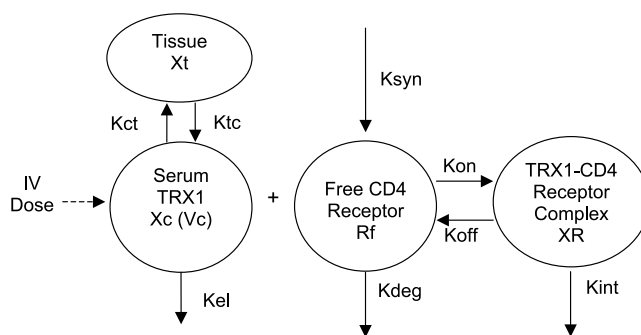 Tissue
Xt
Ksyn
Kct
Ktc
IV
Dose
Serum
TRX1
Xc (Vc)
+
Free CD4
Receptor
Rf
Kon
Koff
TRX1-CD4
Receptor
Complex
XR
Kel
Kdeg
Kint